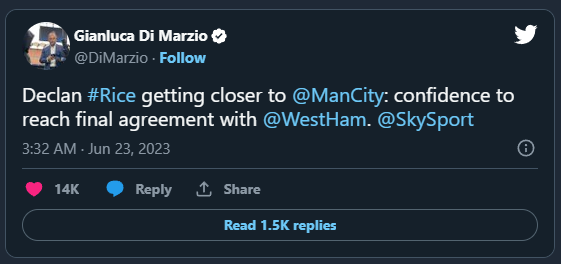 Gianluca Di Marzio
@DiMarzio · Follow
Declan #Rice getting closer to @ManCity: confidence to
reach final agreement with @WestHam. @SkySport
3:32 AM · Jun 23, 2023
14K Reply Share
Read 1.5K replies